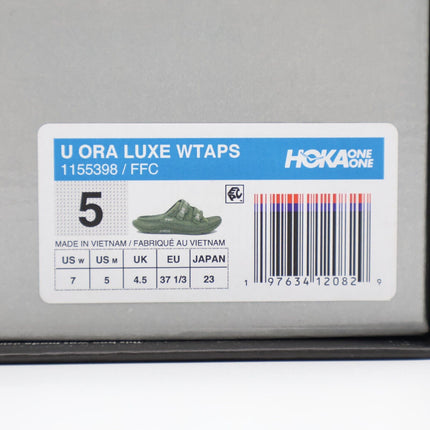 U ORA LUXE WTAPS
1155398 / FFC
HOKA ONE ONE
5
MADE IN VIETNAM / FABRIQUÉ AU VIETNAM
US W US M UK EU JAPAN
7 5 4.5 37 1/3 23
1 97634 12082 9